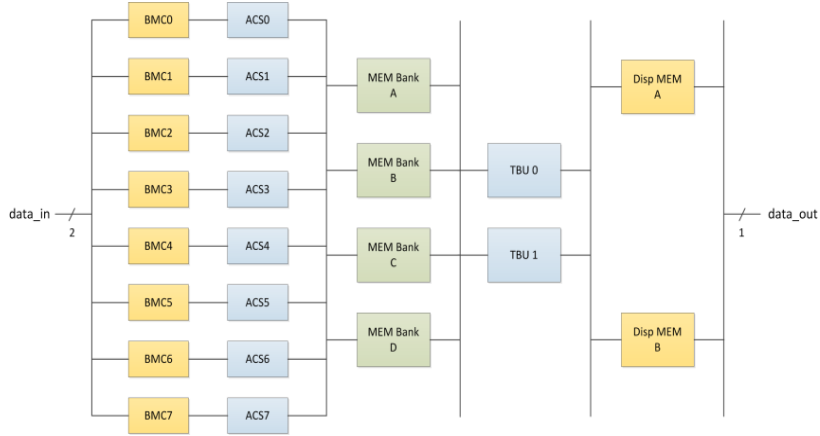 BMC0
ACS0
BMC1
ACS1
MEM Bank
A
Disp MEM
A
BMC2
ACS2
MEM Bank
B
TBU 0
BMC3
ACS3
data_in
2
data_out
1
BMC4
ACS4
MEM Bank
C
TBU 1
BMC5
ACS5
MEM Bank
D
Disp MEM
B
BMC6
ACS6
BMC7
ACS7